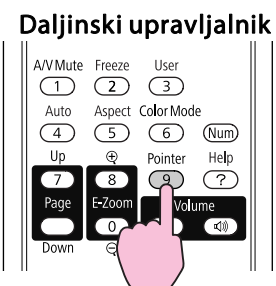 Daljinski upravljalnik
A/V Mute Freeze User
1 2 3
Auto Aspect Color Mode
4 5 6 Num
Up Pointer Help
7 8 9 ?
Page E-Zoom Volume
0
Down